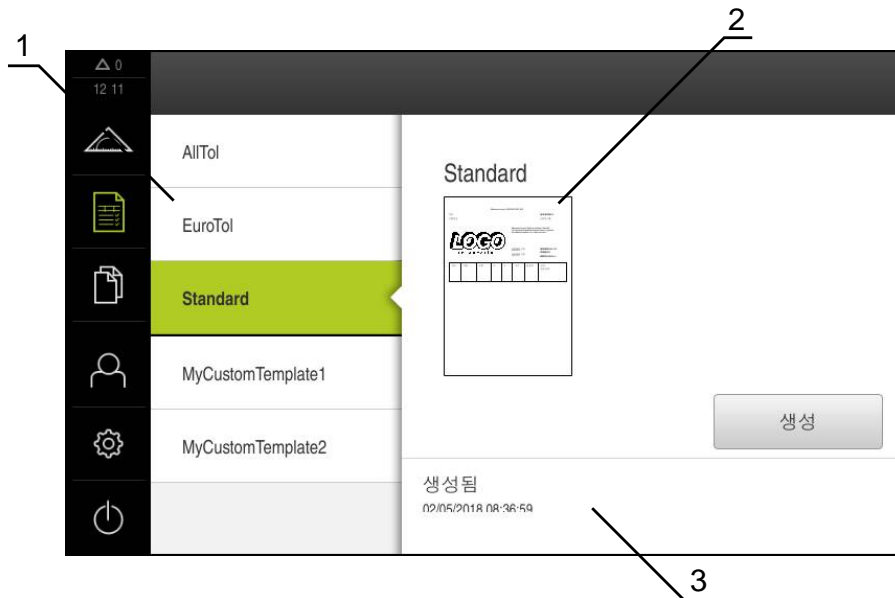 1
2
0
12 11
AllTol
EuroTol
Standard
MyCustomTemplate1
MyCustomTemplate2
Standard
LOGO
생성
생성됨
02/05/2018 08:36:59
3